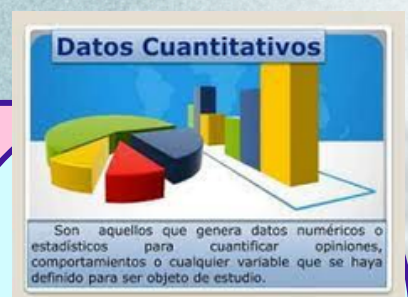 Datos Cuantitativos
Son aquellos que genera datos numéricos o
estadísticos para cuantificar opiniones,
comportamientos o cualquier variable que se haya
definido para ser objeto de estudio.